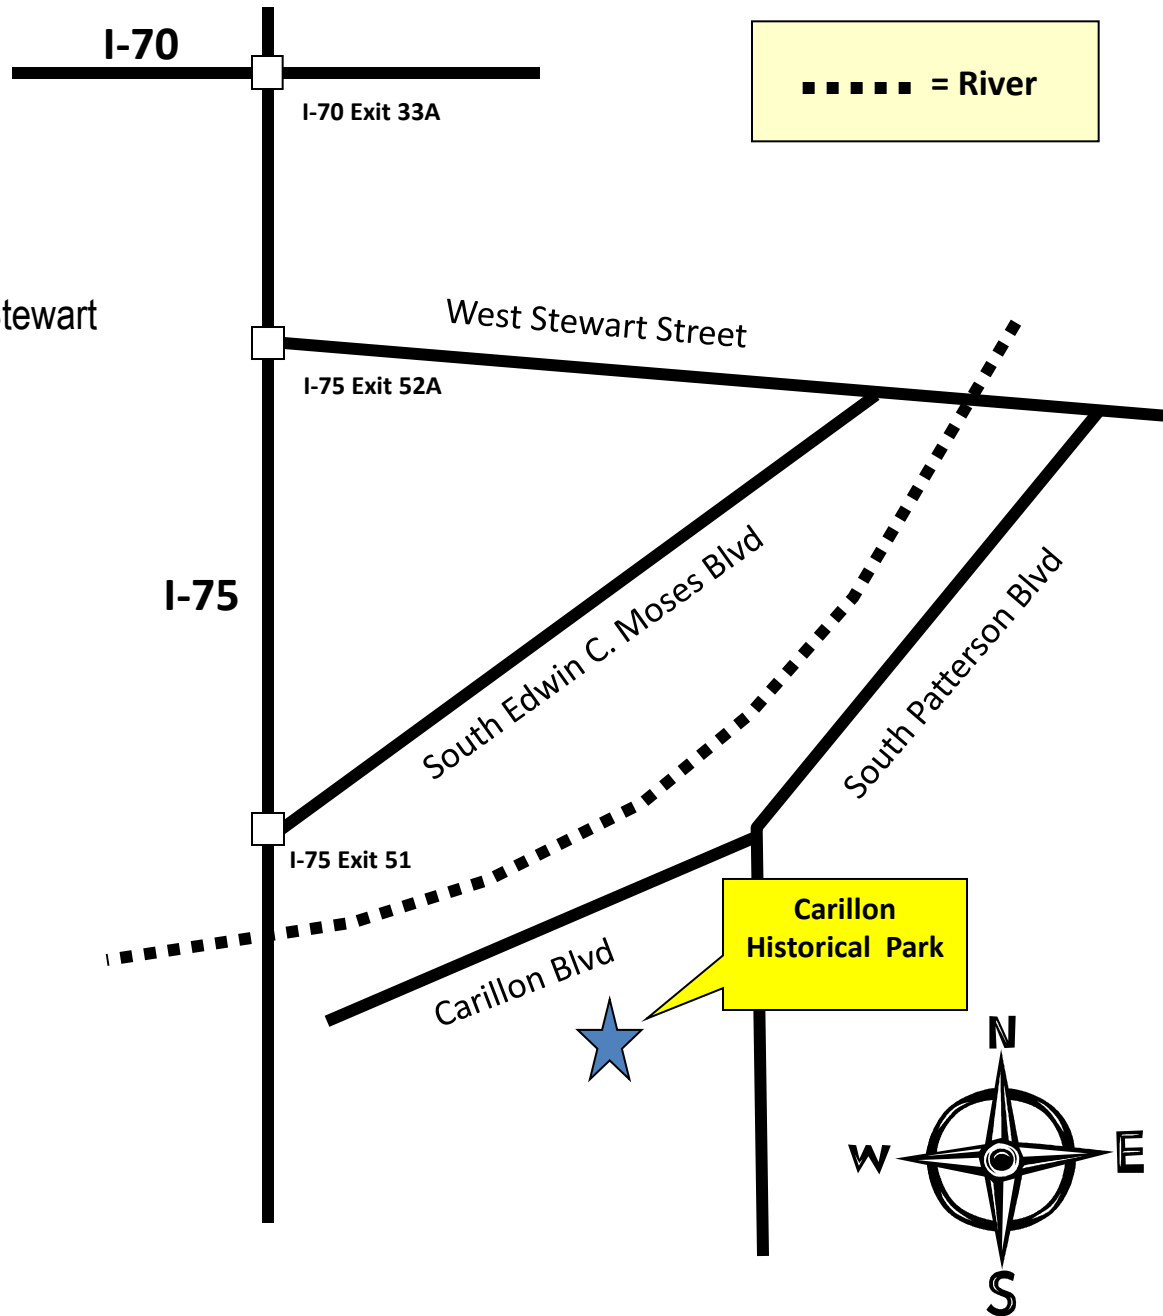 I-70
I-70 Exit 33A
= River
Stewart
West Stewart Street
I-75 Exit 52A
I-75
South Edwin C. Moses Blvd
South Patterson Blvd
I-75 Exit 51
Carillon
Historical Park
Carillon Blvd
N
W
E
S